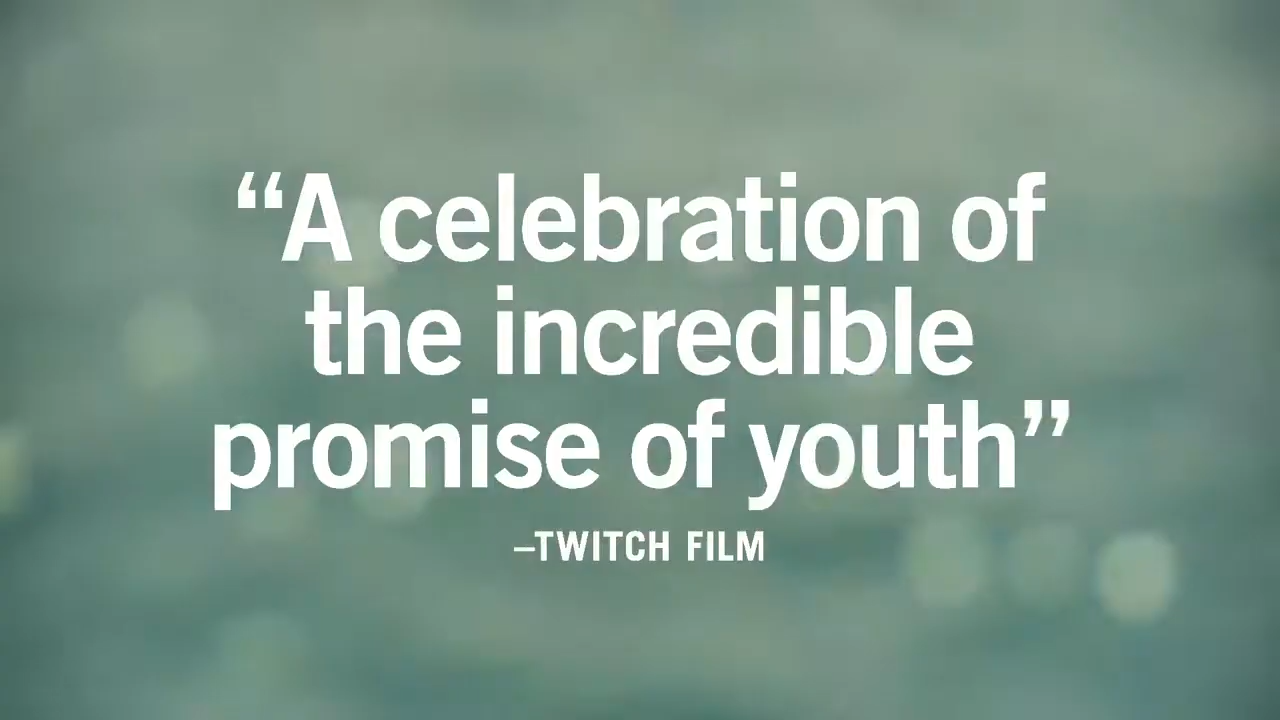 “A celebration of
the incredible
promise of youth”
–TWITCH FILM